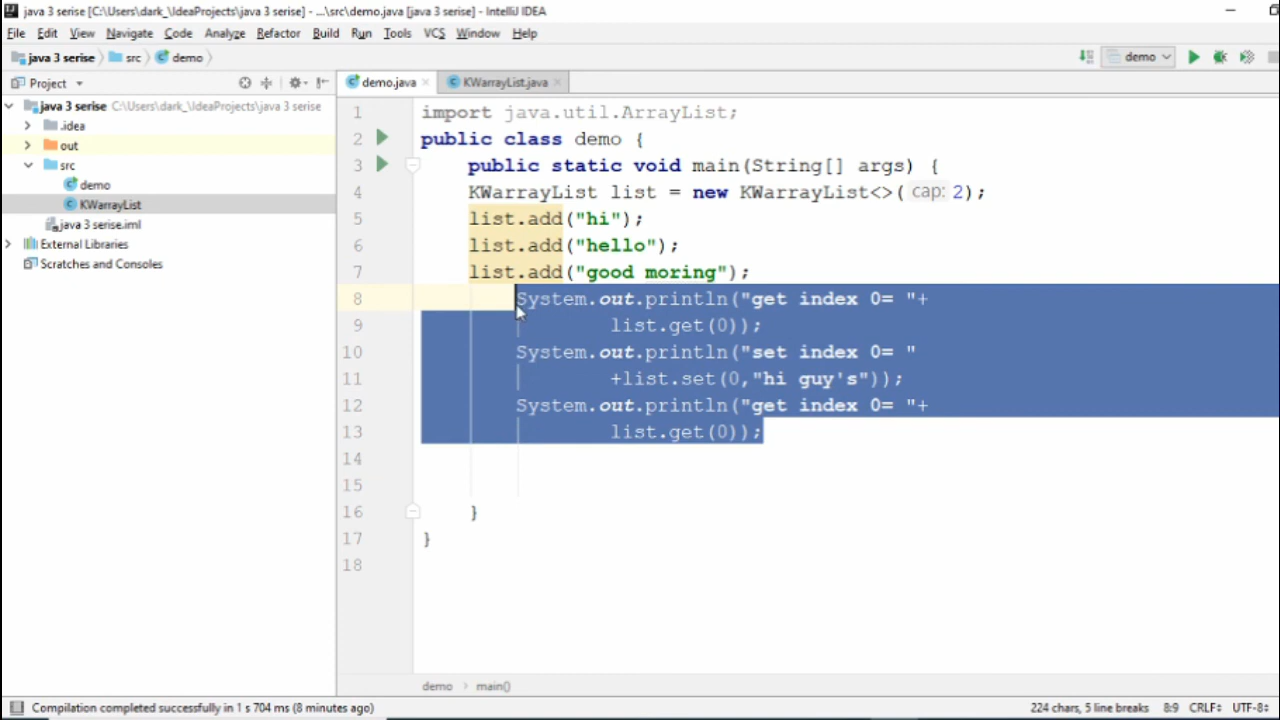 java 3 serise [C:\Users\dark_\IdeaProjects\java 3 serise] - ...\src\demo.java [java 3 serise] - IntelliJ IDEA
File Edit View Navigate Code Analyze Refactor Build Run Tools VCS Window Help
java 3 serise src demo demo
Project demo.java KWarrayList.java
java 3 serise C:\Users\dark_\IdeaProjects\java 3 serise
.idea
out
src
demo
KWarrayList
java 3 serise.iml
External Libraries
Scratches and Consoles
1 import java.util.ArrayList;
2 public class demo {
3 public static void main(String[] args) {
4 KWarrayList list = new KWarrayList<>( cap: 2);
5 list.add("hi");
6 list.add("hello");
7 list.add("good moring");
8 System.out.println("get index 0= "+
9 list.get(0));
10 System.out.println("set index 0= "
11 +list.set(0,"hi guy's"));
12 System.out.println("get index 0= "+
13 list.get(0));
14
15
16 }
17 }
18
demo main()
Compilation completed successfully in 1 s 704 ms (8 minutes ago) 224 chars, 5 line breaks 8:9 CRLF UTF-8